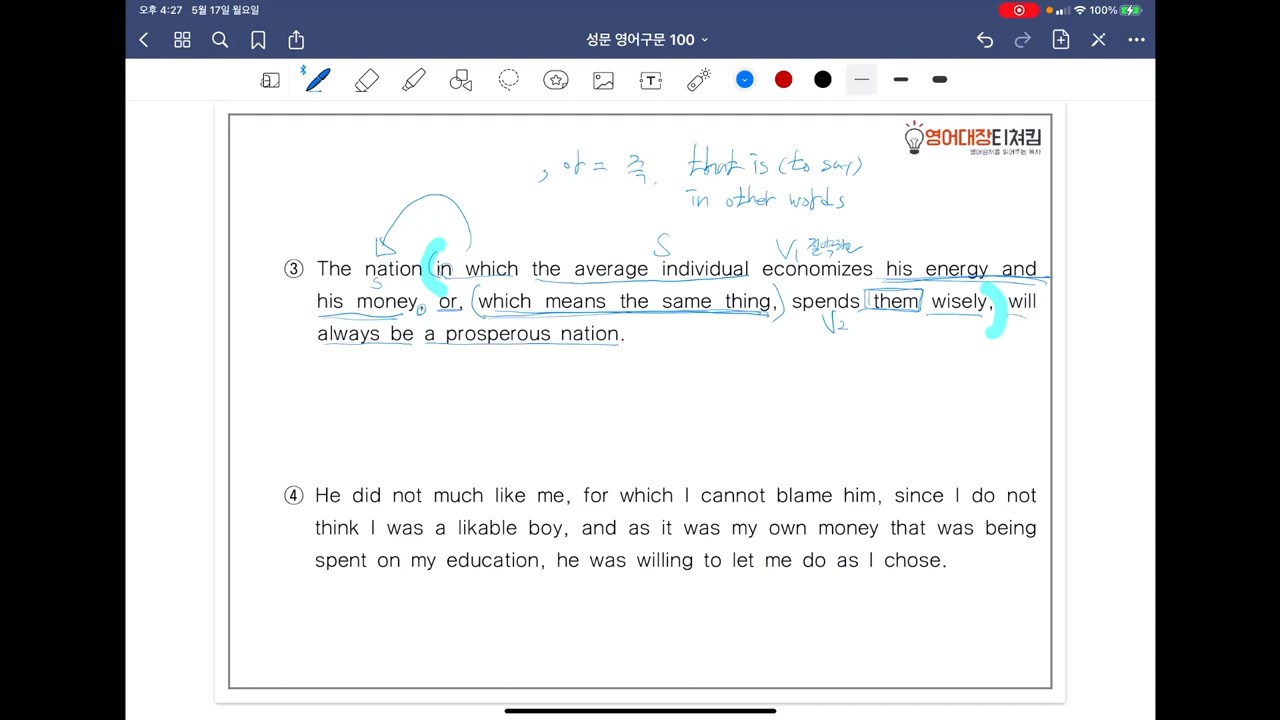 오후 4:27 5월 17일 월요일
100%
성문 영어구문 100
T
영어대장티쳐킴
, or = 즉. that is (to say)
in other words
S V₁ 절약하는
③ The nation in which the average individual economizes his energy and
S
his money, or, (which means the same thing,) spends them wisely, will
V2
always be a prosperous nation.
④ He did not much like me, for which I cannot blame him, since I do not
think I was a likable boy, and as it was my own money that was being
spent on my education, he was willing to let me do as I chose.